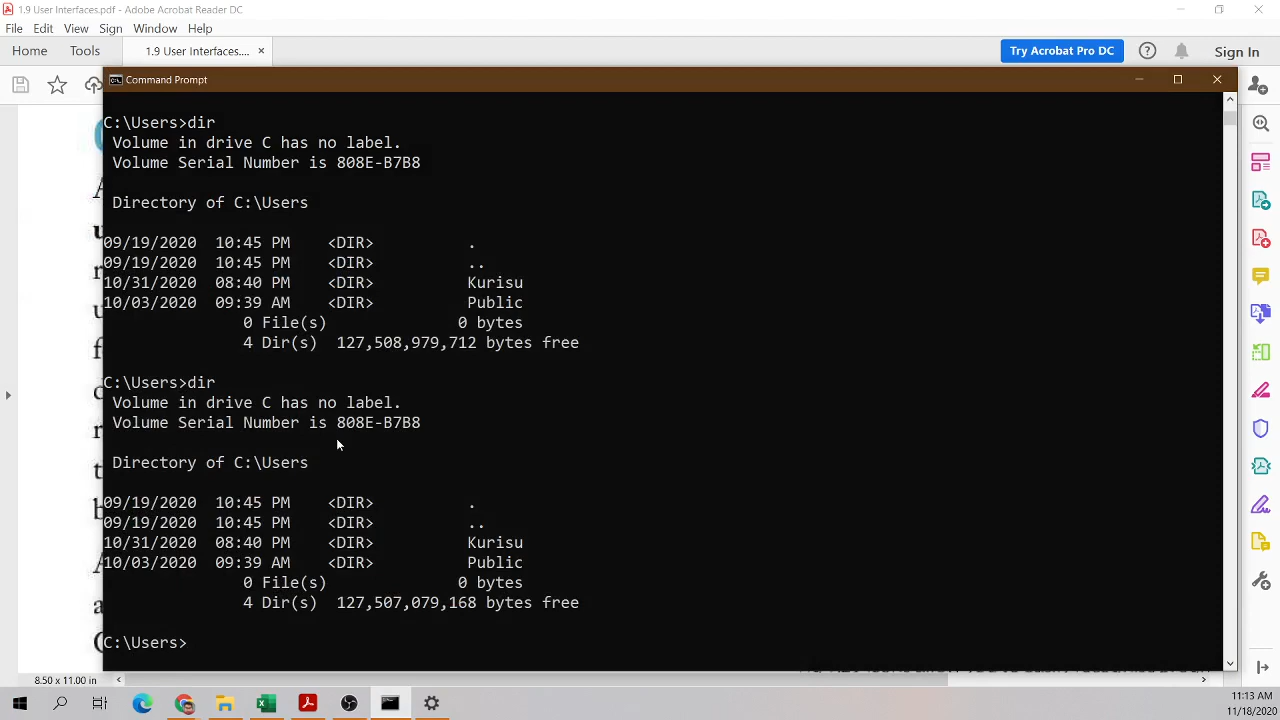 1.9 User Interfaces.pdf - Adobe Acrobat Reader DC
File Edit View Sign Window Help
Home Tools 1.9 User Interfaces.... × Try Acrobat Pro DC Sign In
Command Prompt
C:\Users>dir
Volume in drive C has no label.
Volume Serial Number is 808E-B7B8
Directory of C:\Users
09/19/2020 10:45 PM <DIR> .
09/19/2020 10:45 PM <DIR> ..
10/31/2020 08:40 PM <DIR> Kurisu
10/03/2020 09:39 AM <DIR> Public
0 File(s) 0 bytes
4 Dir(s) 127,508,979,712 bytes free
C:\Users>dir
Volume in drive C has no label.
Volume Serial Number is 808E-B7B8
Directory of C:\Users
09/19/2020 10:45 PM <DIR> .
09/19/2020 10:45 PM <DIR> ..
10/31/2020 08:40 PM <DIR> Kurisu
10/03/2020 09:39 AM <DIR> Public
0 File(s) 0 bytes
4 Dir(s) 127,507,079,168 bytes free
C:\Users>
8.50 x 11.00 in
11:13 AM
11/18/2020